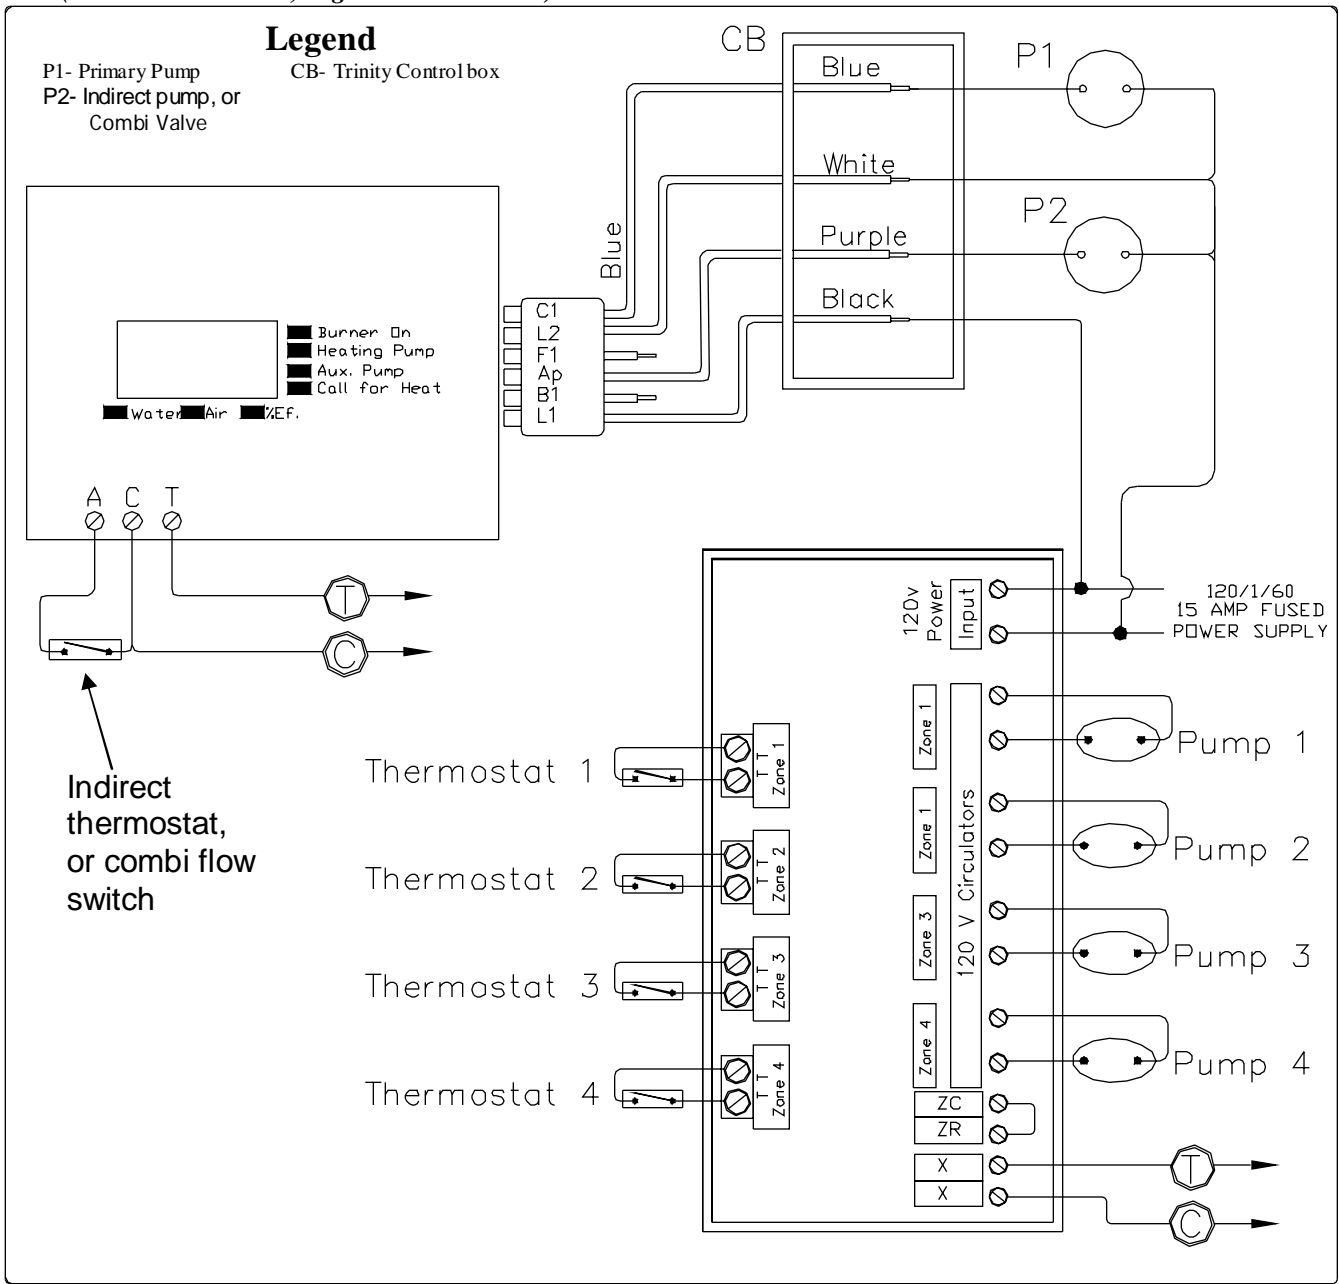 Legend
P1- Primary Pump
CB- Trinity Control box
P2- Indirect pump, or
Combi Valve
CB
Blue
P1
White
P2
Purple
Black
Blue
C1
L2
F1
Ap
B1
L1
Burner On
Heating Pump
Aux. Pump
Call for Heat
Water
Air
%Ef.
A C T
T
C
Indirect
thermostat,
or combi flow
switch
120v
Power
Input
120/1/60
15 AMP FUSED
POWER SUPPLY
Thermostat 1
T T
Zone 1
Thermostat 2
T T
Zone 2
Thermostat 3
T T
Zone 3
Thermostat 4
T T
Zone 4
120 V Circulators
Zone 1
Pump 1
Zone 1
Pump 2
Zone 3
Pump 3
Zone 4
Pump 4
ZC
ZR
X
X
T
C